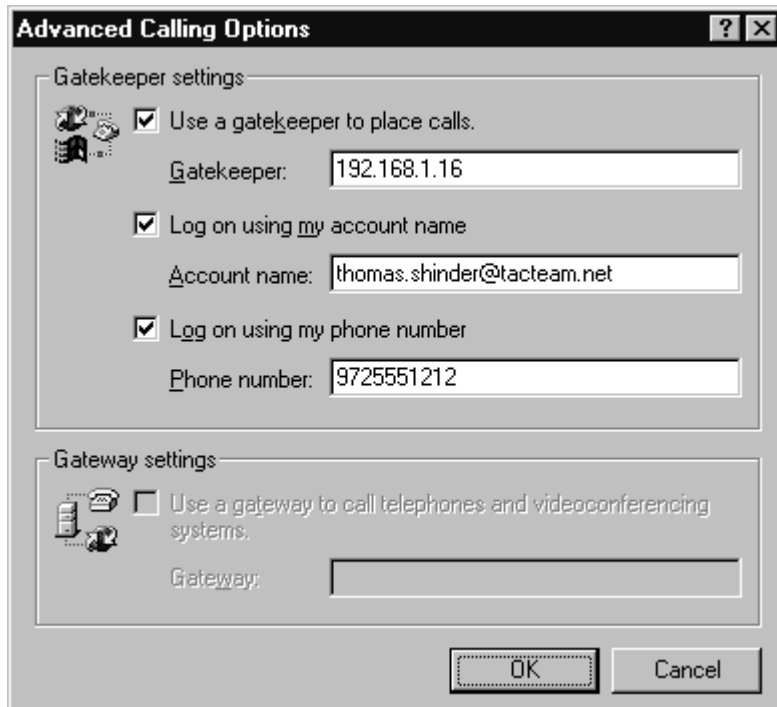 Advanced Calling Options
Gatekeeper settings
Use a gatekeeper to place calls.
Gatekeeper: 192.168.1.16
Log on using my account name
Account name: thomas.shinder@tacteam.net
Log on using my phone number
Phone number: 9725551212
Gateway settings
Use a gateway to call telephones and videoconferencing
systems.
Gateway:
OK Cancel